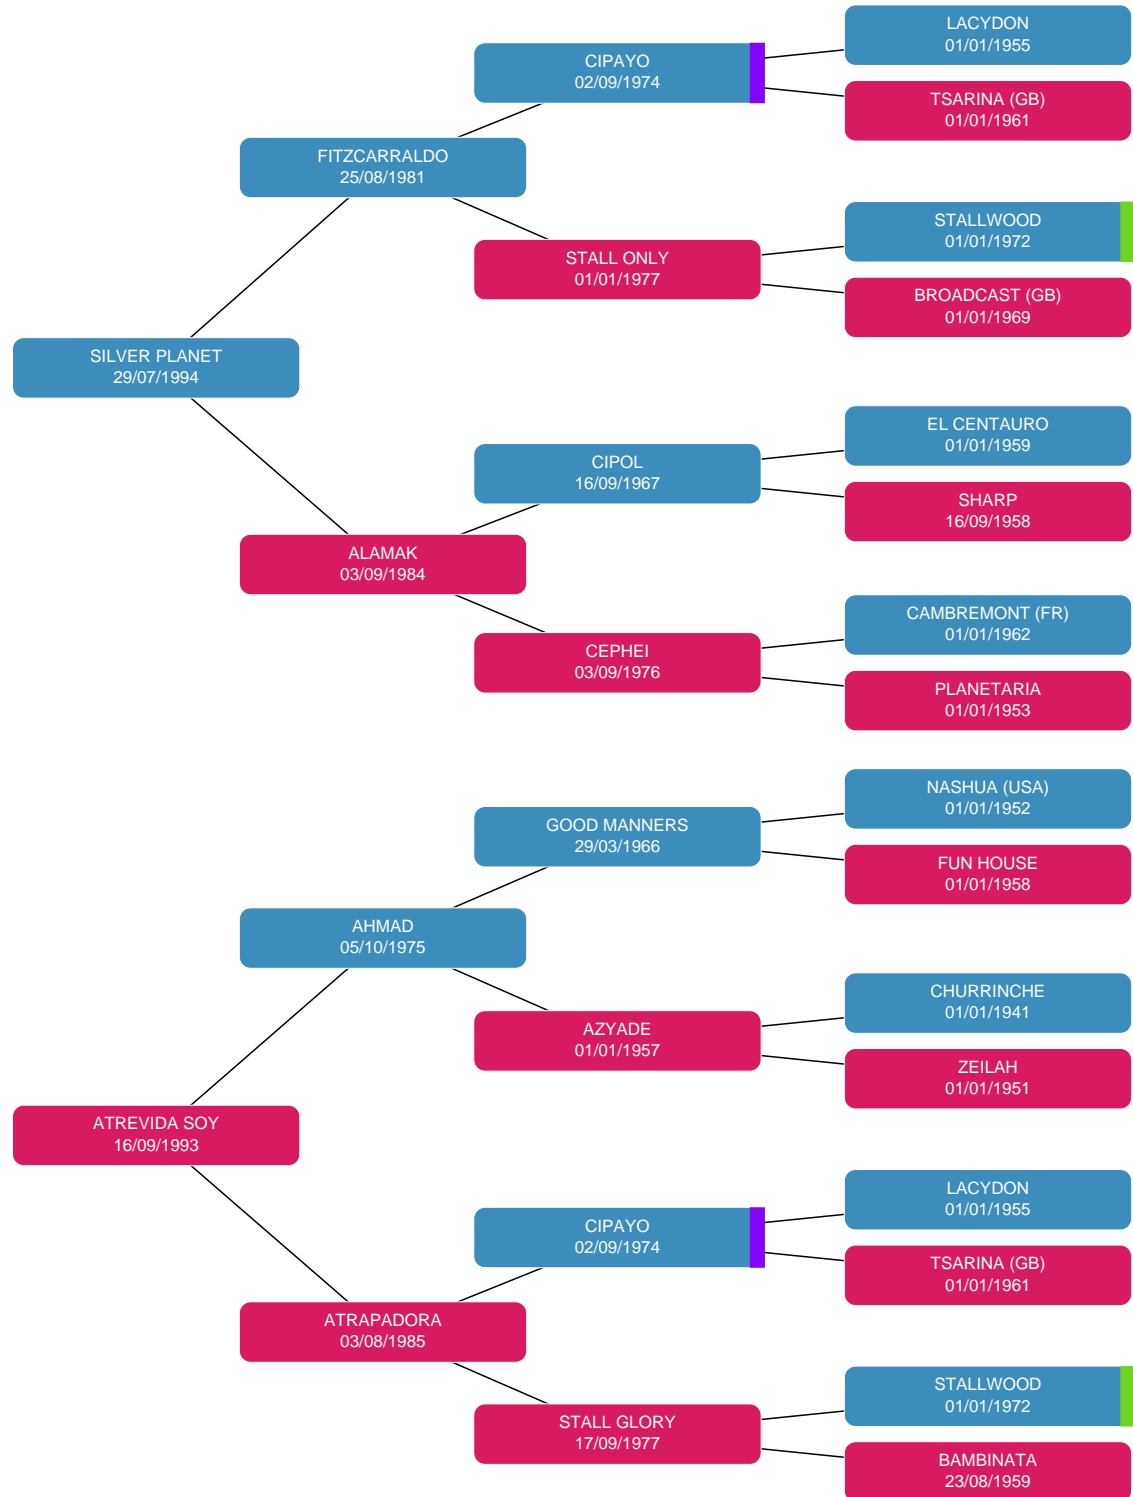 LACYDON
01/01/1955
CIPAYO
02/09/1974
TSARINA (GB)
01/01/1961
FITZCARRALDO
25/08/1981
STALLWOOD
01/01/1972
STALL ONLY
01/01/1977
BROADCAST (GB)
01/01/1969
SILVER PLANET
29/07/1994
EL CENTAURO
01/01/1959
CIPOL
16/09/1967
SHARP
16/09/1958
ALAMAK
03/09/1984
CAMBREMONT (FR)
01/01/1962
CEPHEI
03/09/1976
PLANETARIA
01/01/1953
NASHUA (USA)
01/01/1952
GOOD MANNERS
29/03/1966
FUN HOUSE
01/01/1958
AHMAD
05/10/1975
CHURRINCHE
01/01/1941
AZYADE
01/01/1957
ZEILAH
01/01/1951
ATREVIDA SOY
16/09/1993
LACYDON
01/01/1955
CIPAYO
02/09/1974
TSARINA (GB)
01/01/1961
ATRAPADORA
03/08/1985
STALLWOOD
01/01/1972
STALL GLORY
17/09/1977
BAMBINATA
23/08/1959